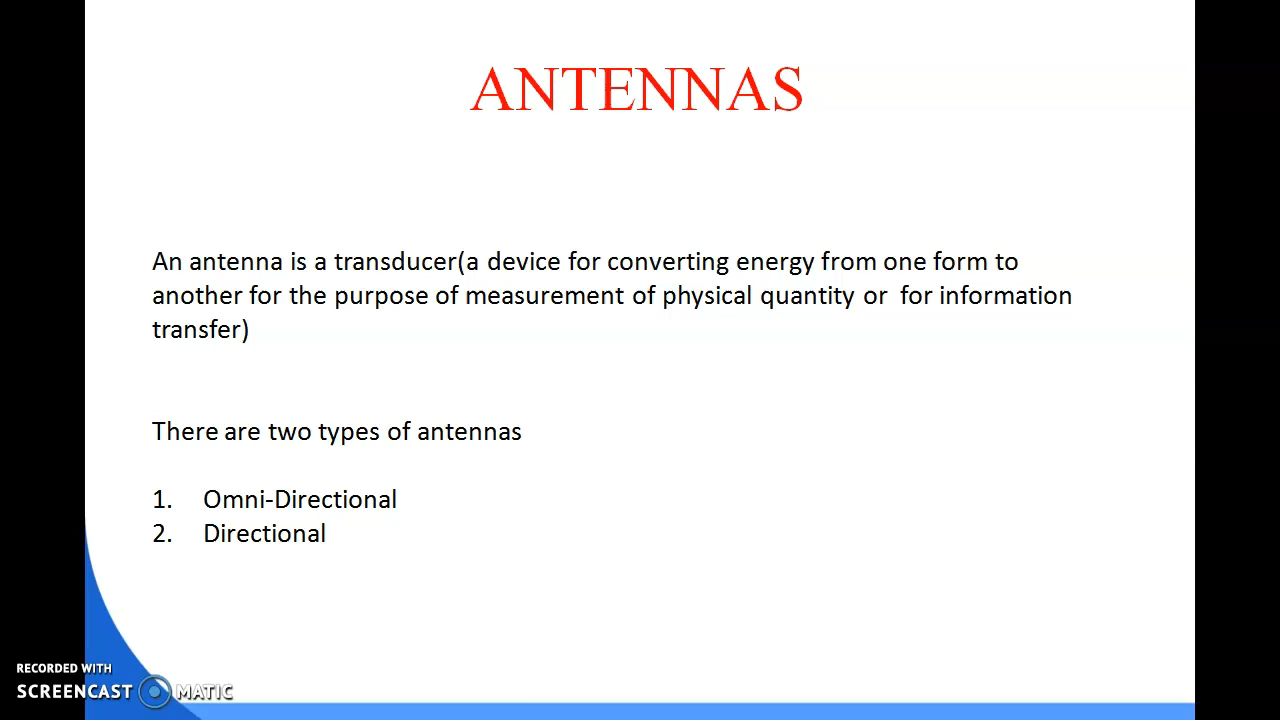 ANTENNAS
An antenna is a transducer(a device for converting energy from one form to
another for the purpose of measurement of physical quantity or for information
transfer)
There are two types of antennas
1. Omni-Directional
2. Directional
RECORDED WITH
SCREENCAST MATIC